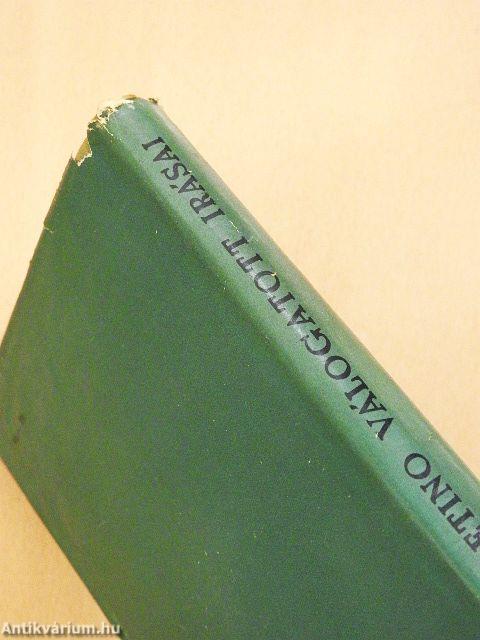 ETINO VÁLOGATOTT IRÁSAI
Antikvárium.hu